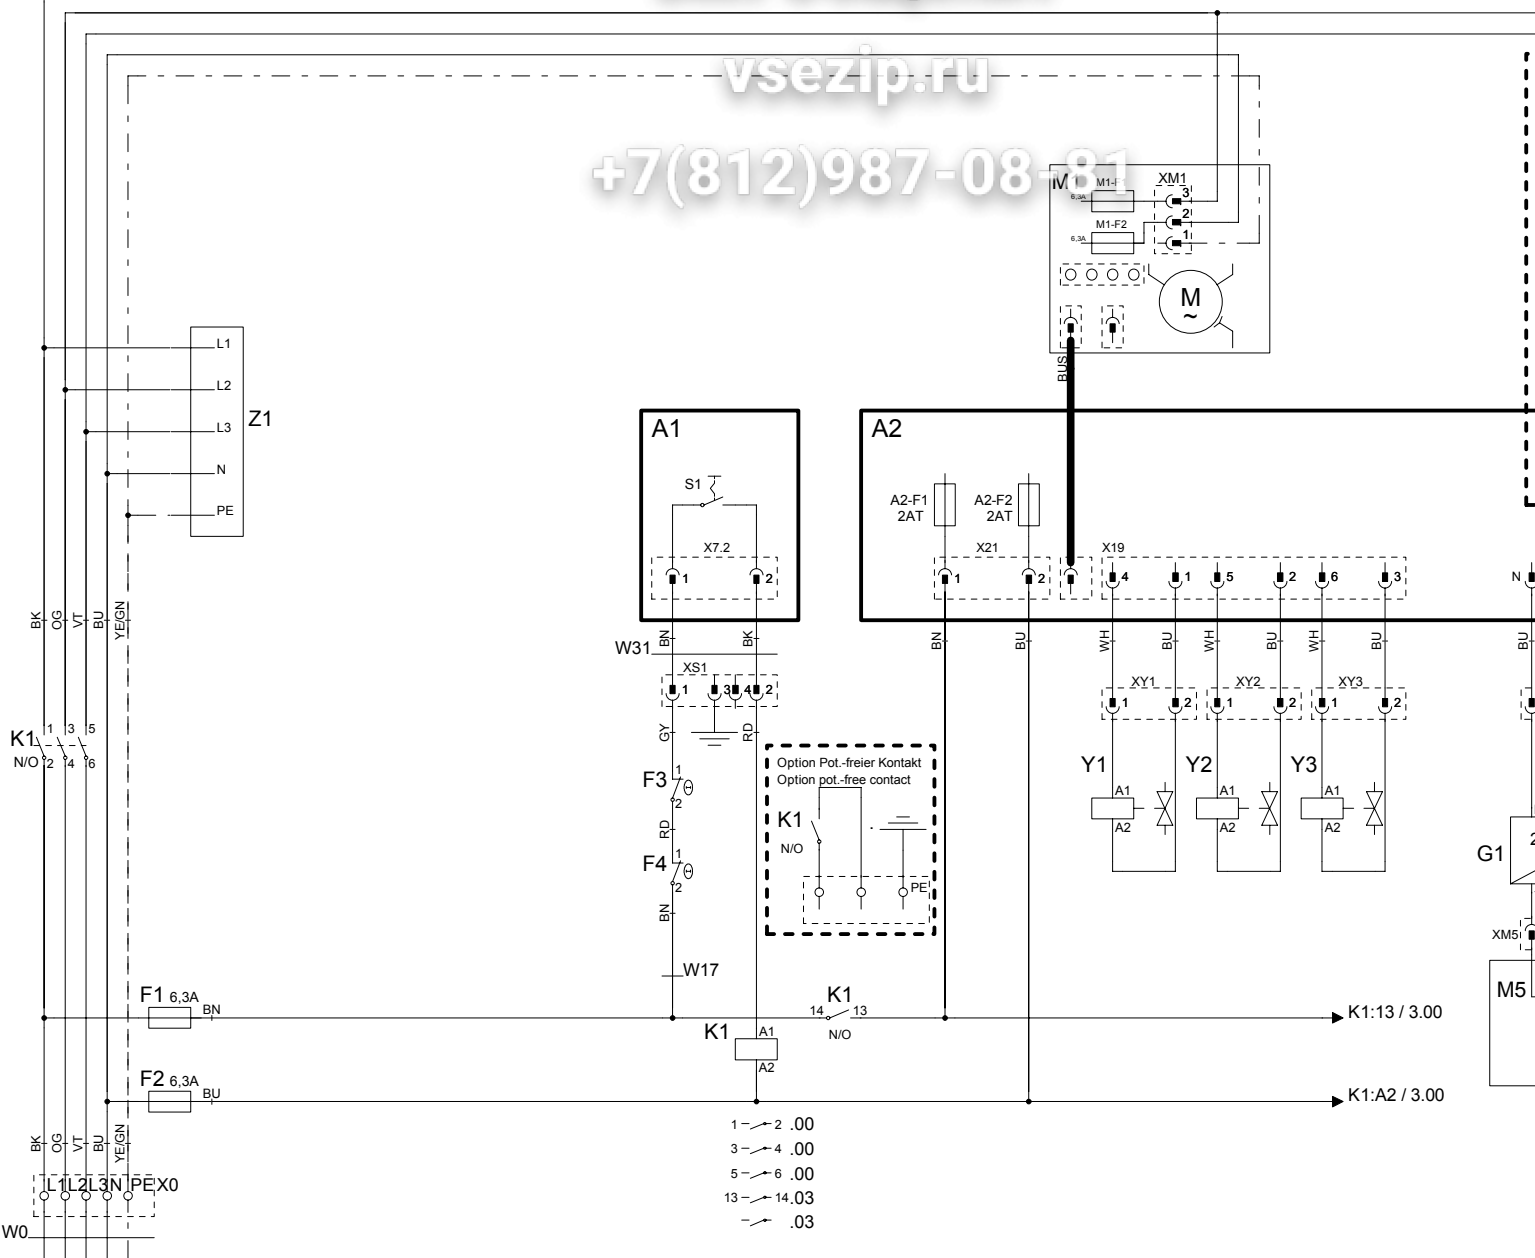 vsezip.ru
+7(812)987-08-81
M1
M1-F1
XM1
6,3A
3
M1-F2
2
6,3A
1
M
~
BUS
L1
L2
Z1
L3
N
PE
A1
S1
X7.2
1
2
A2
A2-F1
2AT
A2-F2
2AT
X21
1
2
X19
4
1
5
2
6
3
N
BK
OG
VT
BU
YE/GN
BN
BK
W31
XS1
1
3
4
2
GY
RD
BN
BU
WH
BU
WH
BU
WH
BU
BU
XY1
1
2
XY2
1
2
XY3
1
2
K1
N/O
1
3
5
2
4
6
F3
1
2
RD
F4
1
2
BN
W17
Option Pot.-freier Kontakt
Option pot.-free contact
K1
N/O
PE
Y1
A1
A2
Y2
A1
A2
Y3
A1
A2
G1
2
XM5
M5
F1 6,3A
BN
K1
14
13
N/O
K1:13 / 3.00
K1
A1
A2
F2 6,3A
BU
K1:A2 / 3.00
1
2 .00
3
4 .00
5
6 .00
13
14 .03
.03
BK
OG
VT
BU
YE/GN
L1 L2 L3 N PE X0
W0